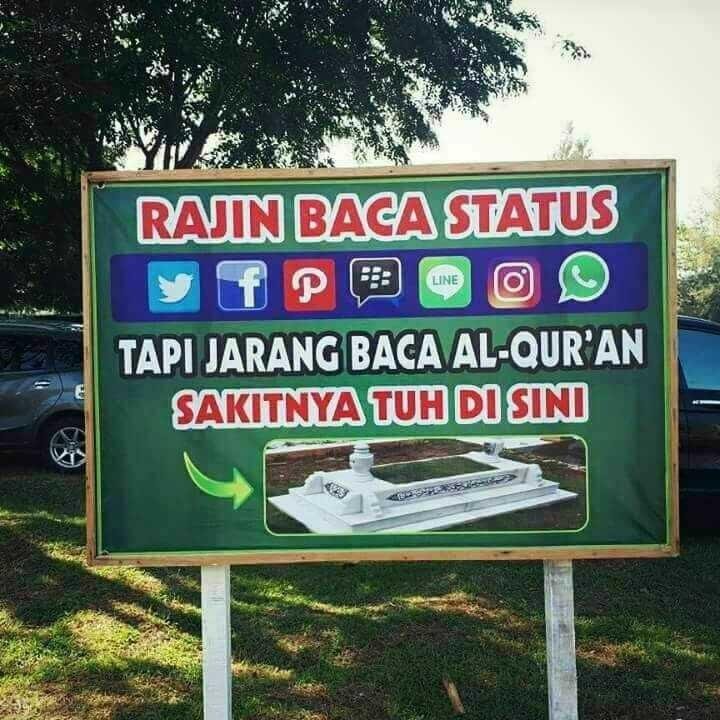 RAJIN BACA STATUS
LINE
TAPI JARANG BACA AL-QUR'AN
SAKITNYA TUH DI SINI